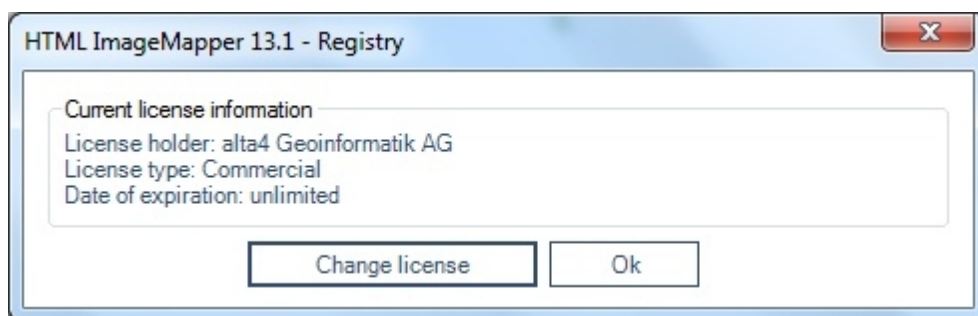 HTML ImageMapper 13.1 - Registry
Current license information
License holder: alta4 Geoinformatik AG
License type: Commercial
Date of expiration: unlimited
Change license
Ok